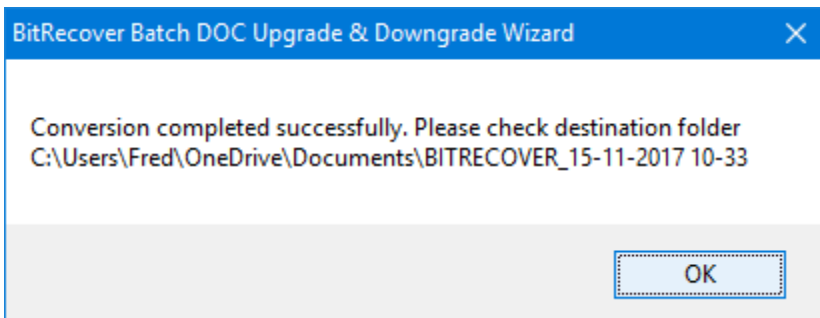 BitRecover Batch DOC Upgrade & Downgrade Wizard
Conversion completed successfully. Please check destination folder
C:\Users\Fred\OneDrive\Documents\BITRECOVER_15-11-2017 10-33
OK